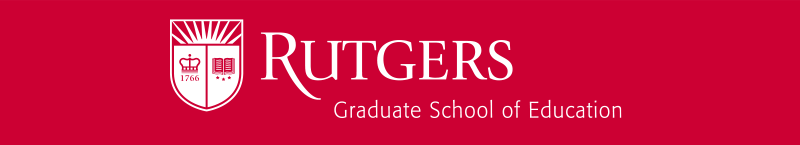 RUTGERS
1766
Graduate School of Education